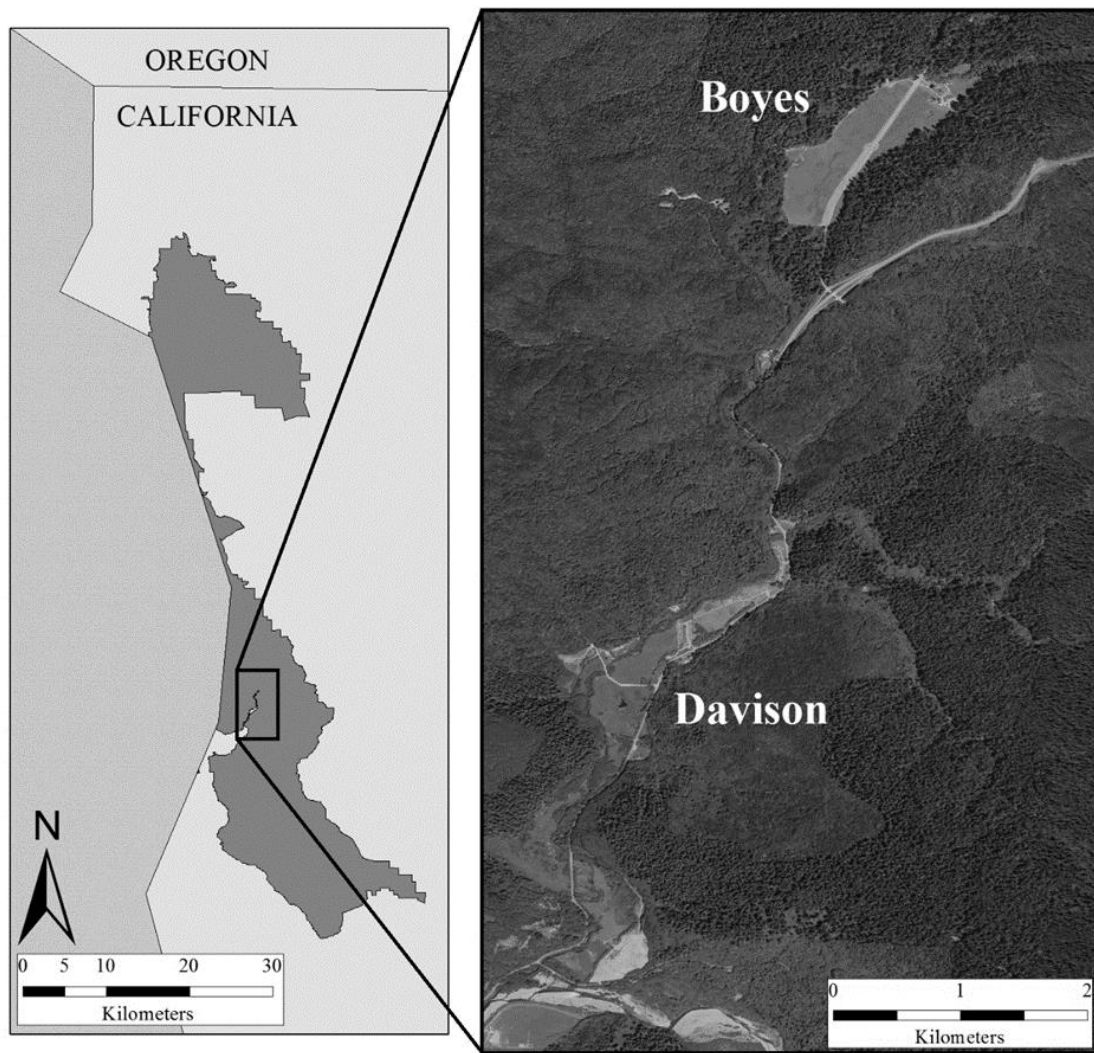 OREGON
CALIFORNIA
N
0 5 10 20 30
Kilometers
Boyes
Davison
0 1 2
Kilometers